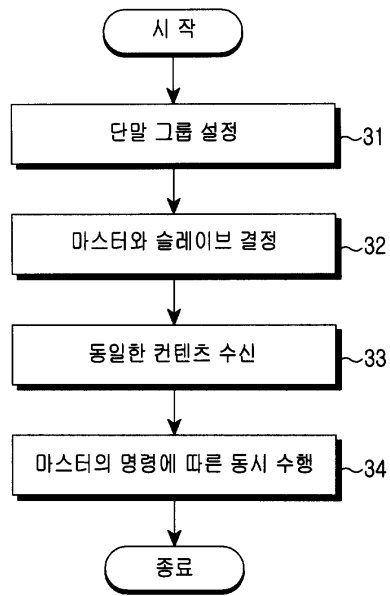 시 작
단말 그룹 설정
31
마스터와 슬레이브 결정
32
동일한 컨텐츠 수신
33
마스터의 명령에 따른 동시 수행
34
종료